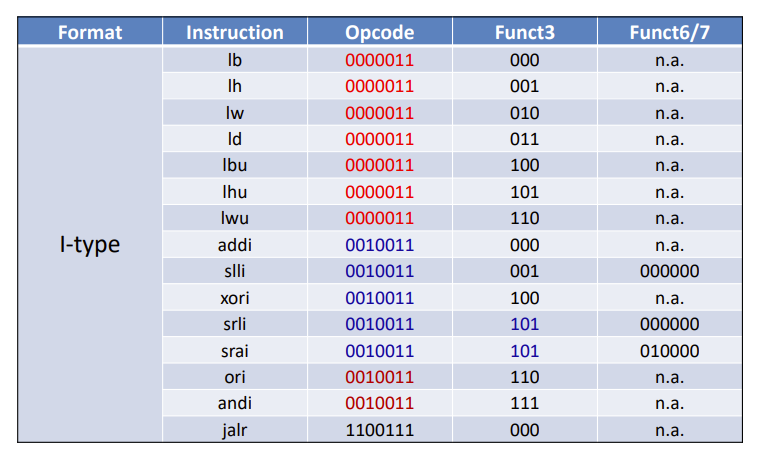 Format Instruction Opcode Funct3 Funct6/7
lb 0000011 000 n.a.
lh 0000011 001 n.a.
lw 0000011 010 n.a.
ld 0000011 011 n.a.
lbu 0000011 100 n.a.
lhu 0000011 101 n.a.
lwu 0000011 110 n.a.
I-type addi 0010011 000 n.a.
slli 0010011 001 000000
xori 0010011 100 n.a.
srli 0010011 101 000000
srai 0010011 101 010000
ori 0010011 110 n.a.
andi 0010011 111 n.a.
jalr 1100111 000 n.a.